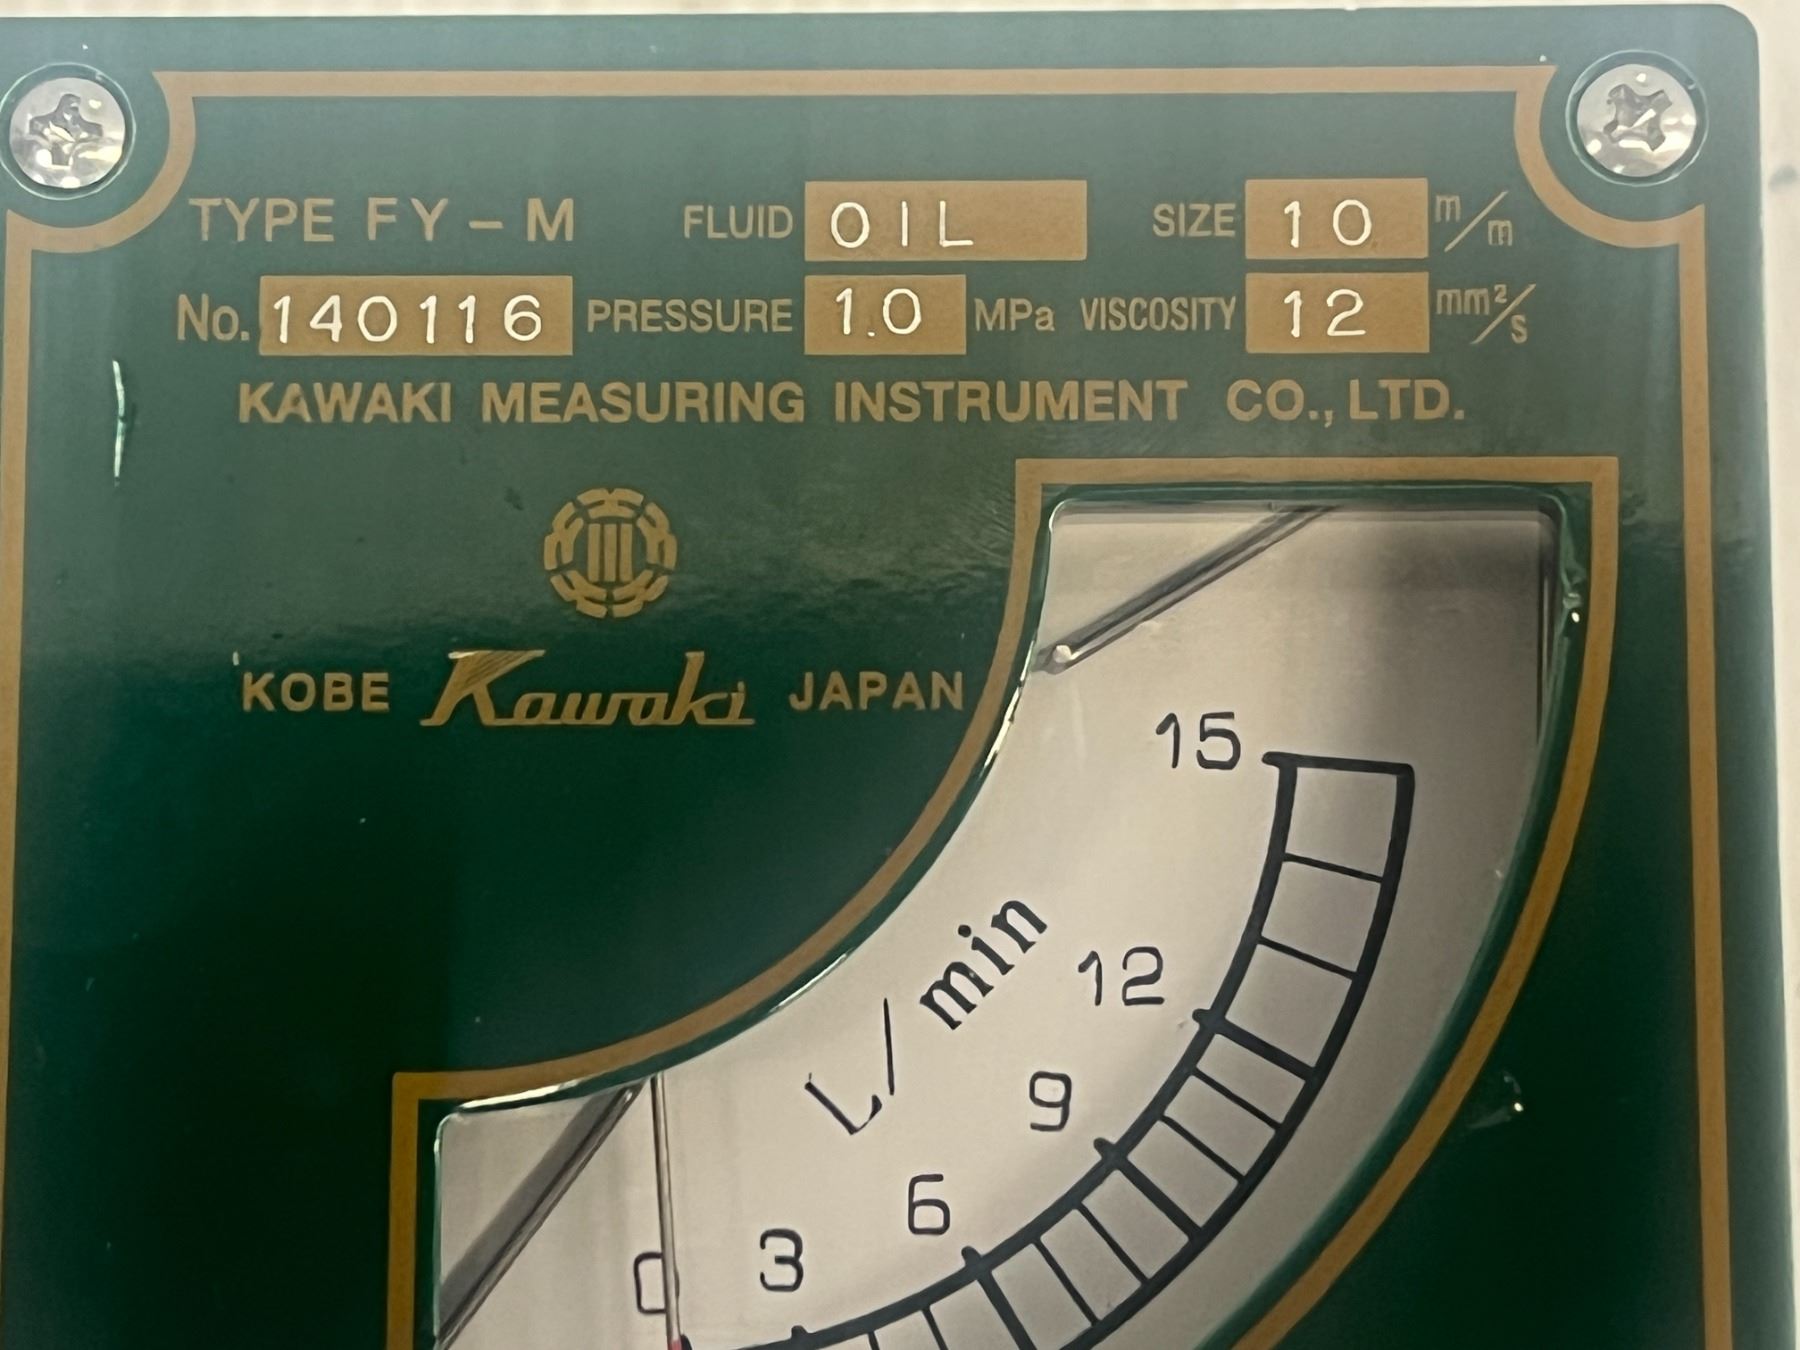 TYPE FY-M FLUID OIL SIZE 10 m/m
No. 140116 PRESSURE 1.0 MPa VISCOSITY 12 mm²/s
KAWAKI MEASURING INSTRUMENT CO., LTD.
KOBE Kawaki JAPAN
15
12
9
6
3
0
L/min